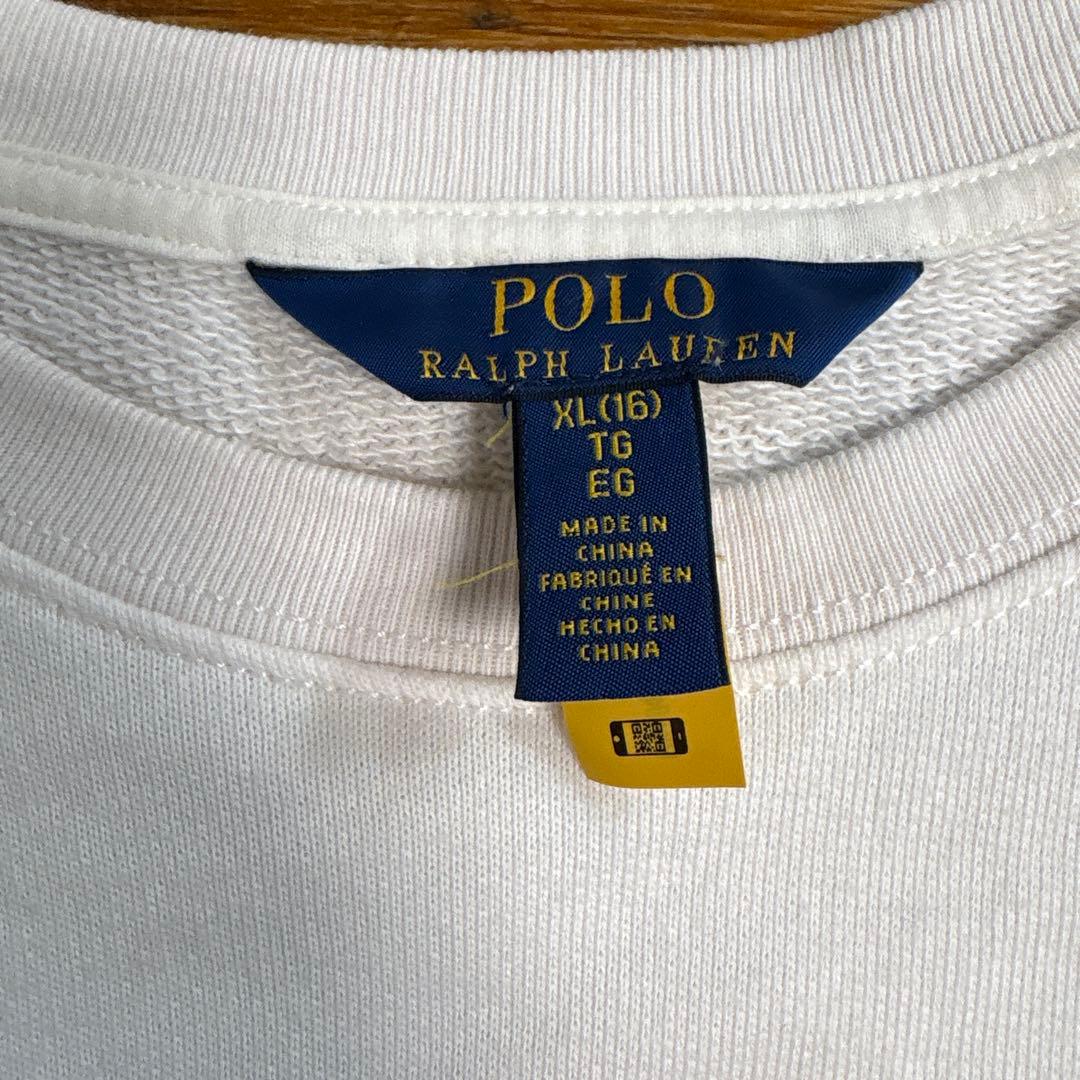 POLO
RALPH LAUREN
XL(16)
TG
EG
MADE IN
CHINA
FABRIQUÉ EN
CHINE
HECHO EN
CHINA